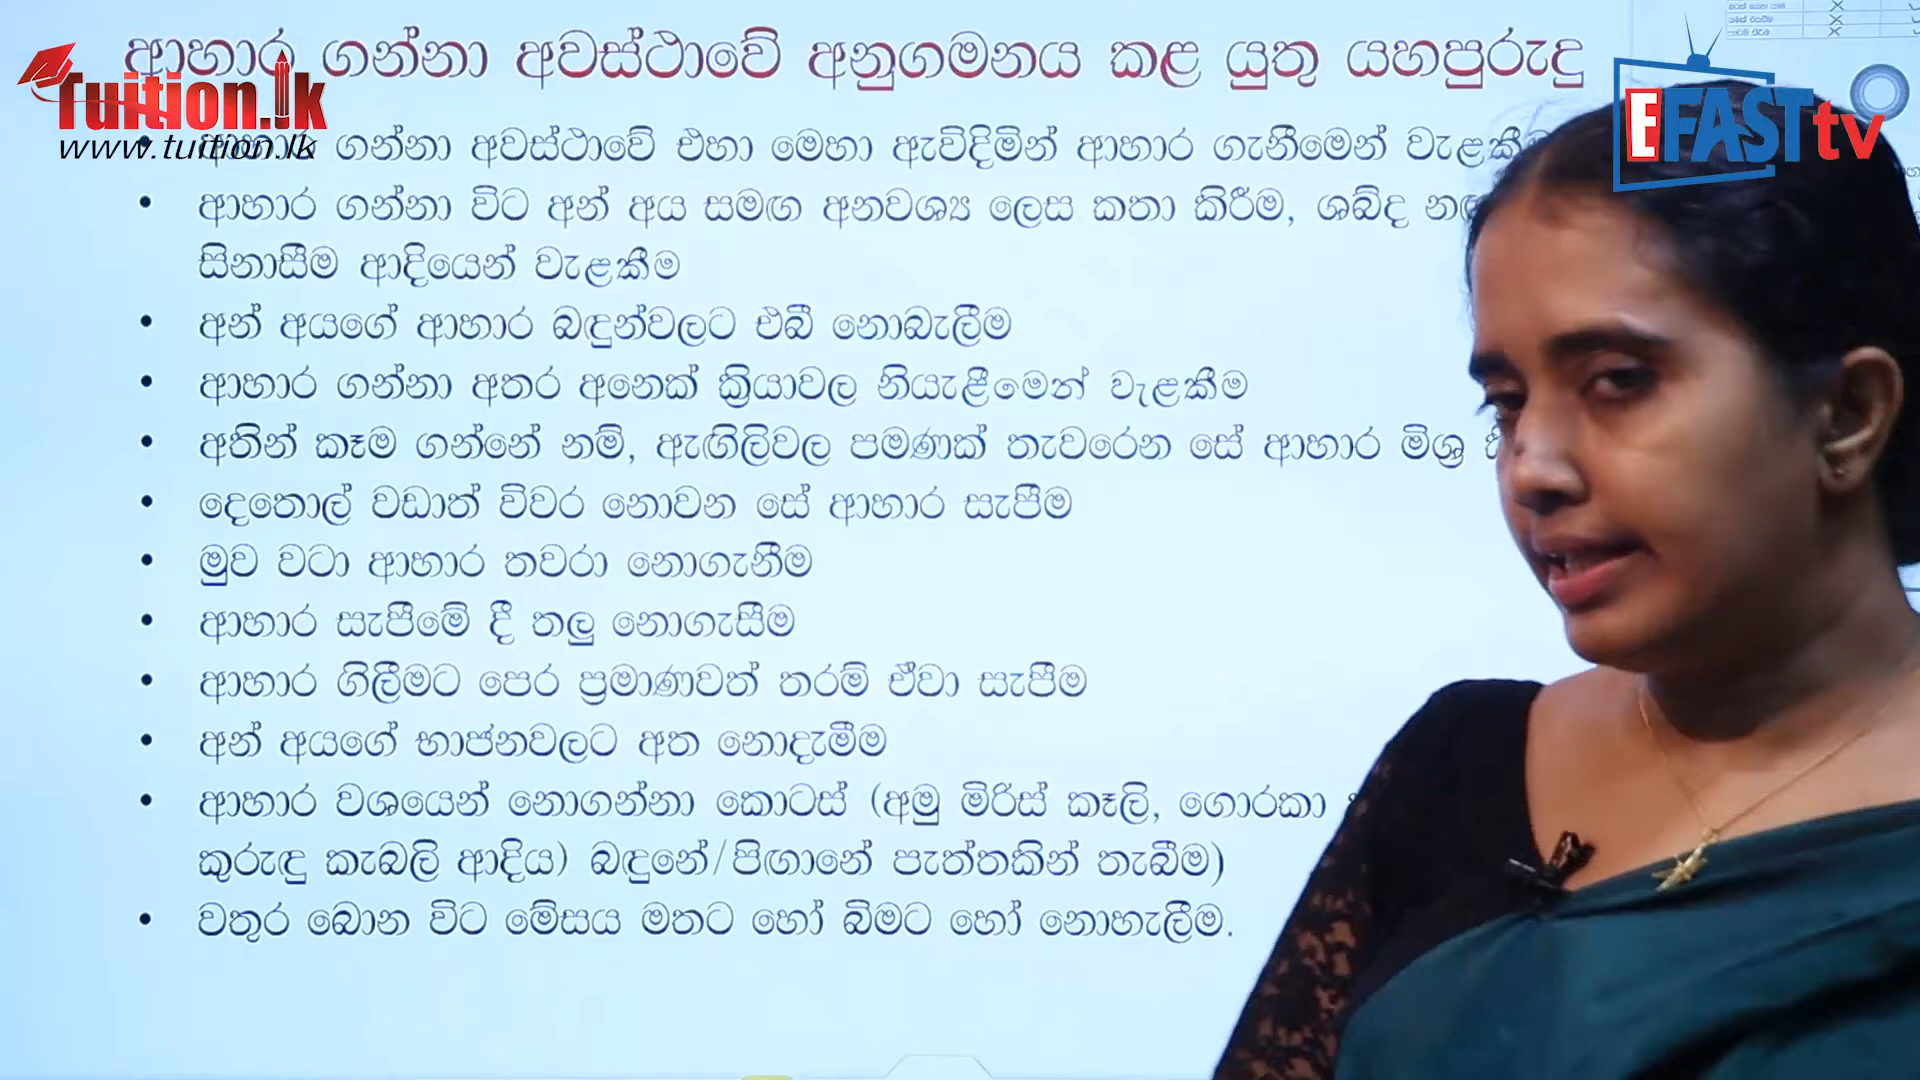 ආහාර ගන්නා අවස්ථාවේ අනුගමනය කළ යුතු යහපුරුදු
Tuition.lk
www.tuition.lk
EFAST tv
• ආහාර ගන්නා අවස්ථාවේ එහා මෙහා ඇවිදිමින් ආහාර ගැනීමෙන්
• ආහාර ගන්නා විට අන් අය සමඟ අනවශ්‍ය ලෙස කතා කිරීම, ශබ්ද
සිනාසීම ආදියෙන් වැළකීම
• අන් අයගේ ආහාර බඳුන්වලට එබී නොබැලීම
• ආහාර ගන්නා අතර අනෙක් ක්‍රියාවල නියැළීමෙන් වැළකීම
• අතින් කෑම ගන්නේ නම්, ඇඟිලිවල පමණක් තැවරෙන සේ ආහාර මිශ්‍ර
• දෙතොල් වඩාත් විවර නොවන සේ ආහාර සැපීම
• මුව වටා ආහාර තවරා නොගැනීම
• ආහාර සැපීමේ දී තලු නොගැසීම
• ආහාර ගිලීමට පෙර ප්‍රමාණවත් තරම් ඒවා සැපීම
• අන් අයගේ භාජනවලට අත නොදැමීම
• ආහාර වශයෙන් නොගන්නා කොටස් (අමු මිරිස් කෑලි, ගොරකා
කුරුඳු කැබලි ආදිය) බඳුනේ/පිඟානේ පැත්තකින් තැබීම)
• වතුර බොන විට මේසය මතට හෝ බිමට හෝ නොහැලීම.